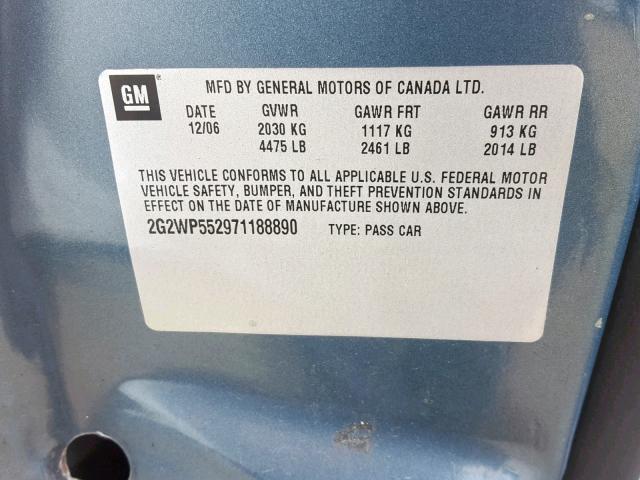 GM ® MFD BY GENERAL MOTORS OF CANADA LTD.
DATE GVWR GAWR FRT GAWR RR
12/06 2030 KG 1117 KG 913 KG
4475 LB 2461 LB 2014 LB
THIS VEHICLE CONFORMS TO ALL APPLICABLE U.S. FEDERAL MOTOR
VEHICLE SAFETY, BUMPER, AND THEFT PREVENTION STANDARDS IN
EFFECT ON THE DATE OF MANUFACTURE SHOWN ABOVE.
2G2WP552971188890 TYPE: PASS CAR